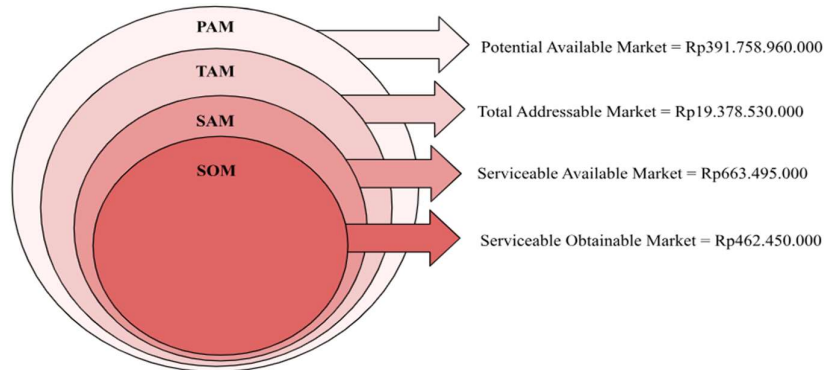 PAM
Potential Available Market = Rp391.758.960.000
TAM
Total Addressable Market = Rp19.378.530.000
SAM
Serviceable Available Market = Rp663.495.000
SOM
Serviceable Obtainable Market = Rp462.450.000